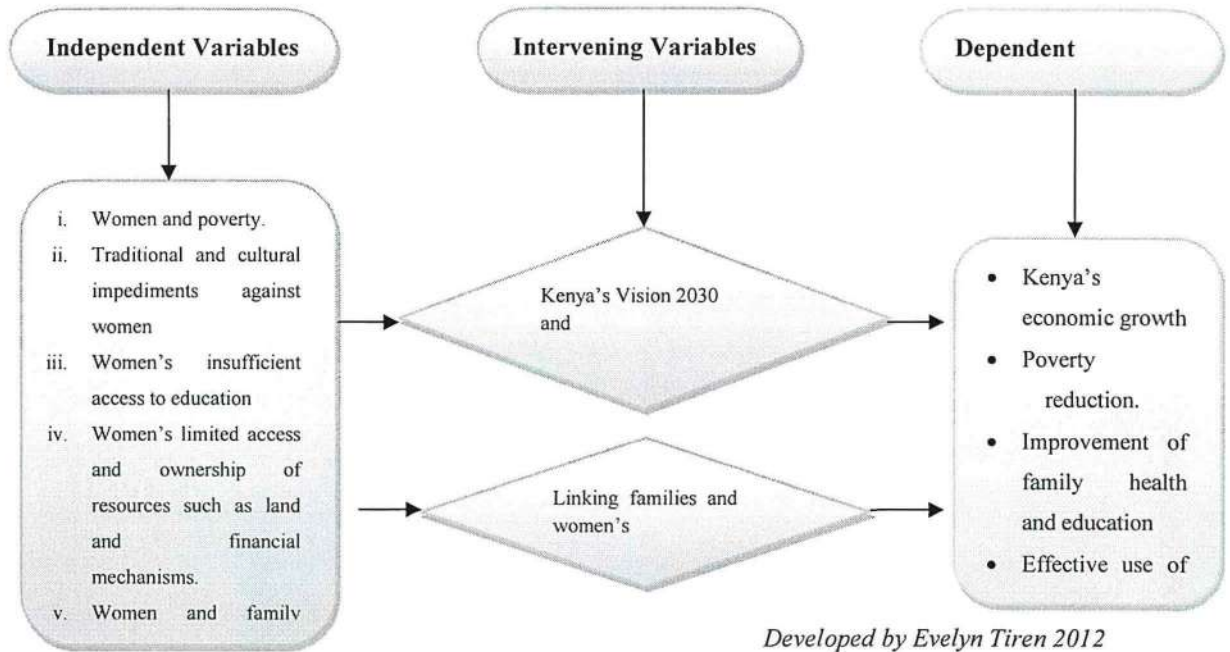 Independent Variables
Intervening Variables
Dependent
i. Women and poverty.
ii. Traditional and cultural
impediments against
women
iii. Women's insufficient
access to education
iv. Women's limited access
and ownership of
resources such as land
and financial
mechanisms.
v. Women and family
Kenya's Vision 2030
and
Linking families and
women's
• Kenya's
economic growth
• Poverty
reduction.
• Improvement of
family health
and education
• Effective use of
Developed by Evelyn Tiren 2012